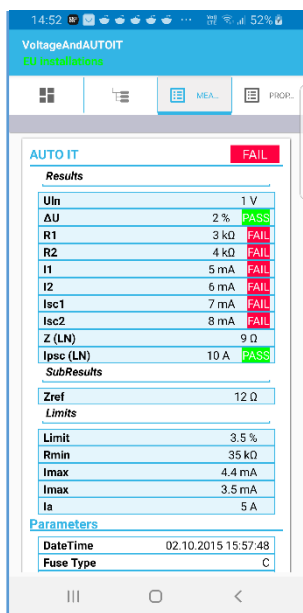 14:52 52%
VoltageAndAUTOIT
EU installations
MEA... PROP...
AUTO IT FAIL
Results
Uln 1 V
ΔU 2 % PASS
R1 3 kΩ FAIL
R2 4 kΩ FAIL
I1 5 mA FAIL
I2 6 mA FAIL
Isc1 7 mA FAIL
Isc2 8 mA FAIL
Z (LN) 9 Ω
Ipsc (LN) 10 A PASS
SubResults
Zref 12 Ω
Limits
Limit 3.5 %
Rmin 35 kΩ
Imax 4.4 mA
Imax 3.5 mA
Ia 5 A
Parameters
DateTime 02.10.2015 15:57:48
Fuse Type C